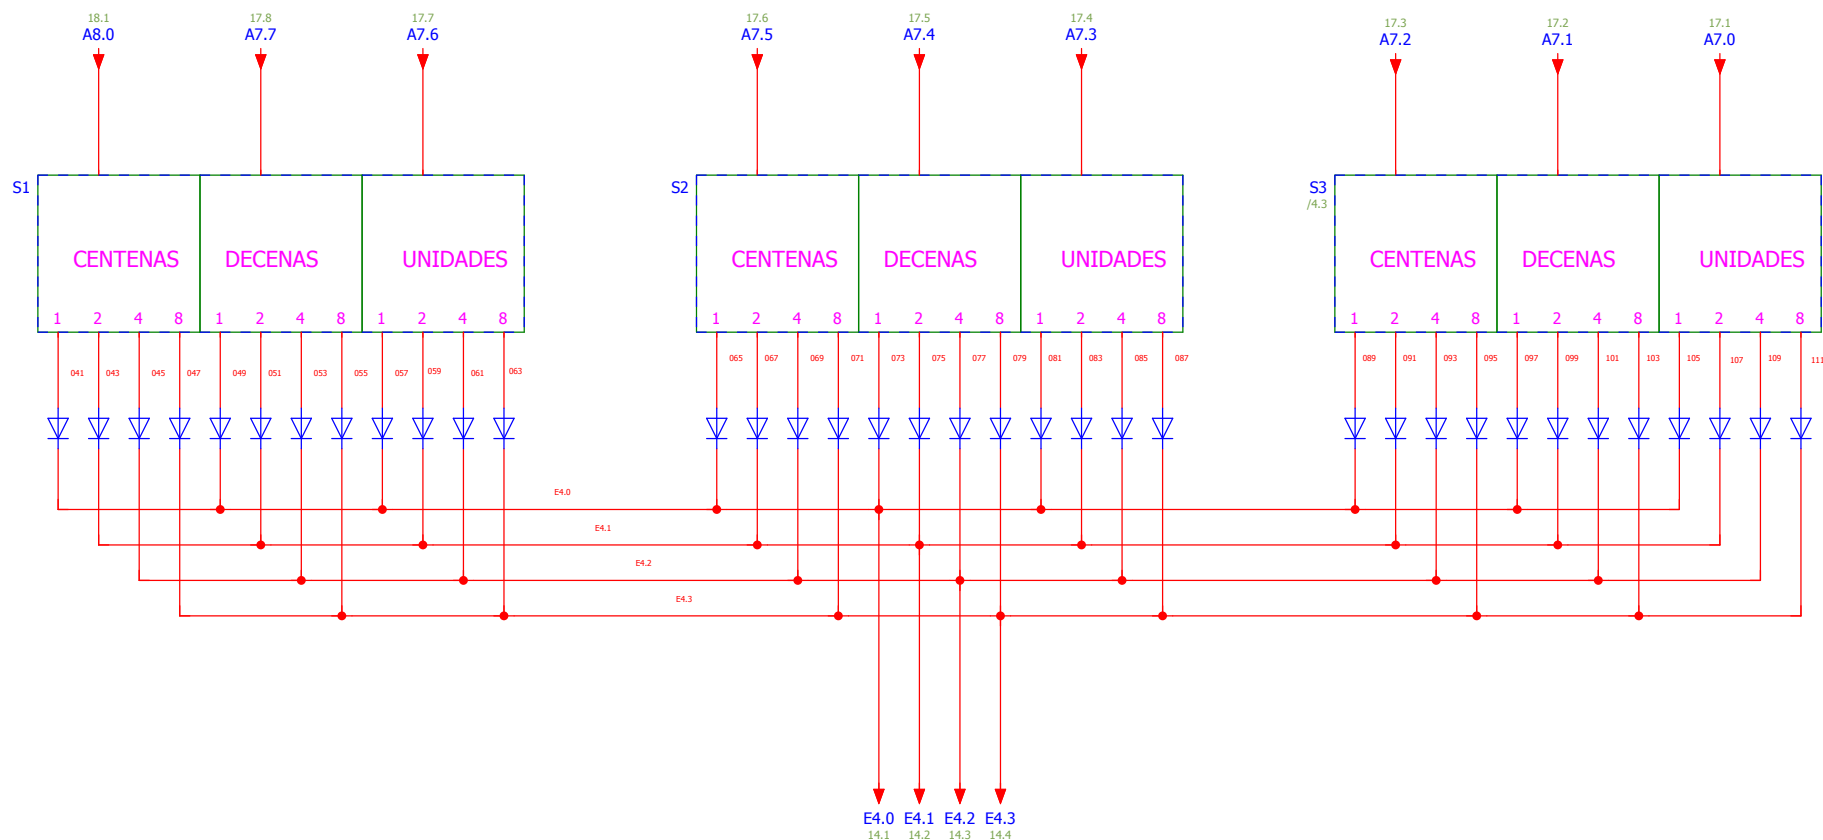 18.1 17.8 17.7 17.6 17.5 17.4 17.3 17.2 17.1
A8.0 A7.7 A7.6 A7.5 A7.4 A7.3 A7.2 A7.1 A7.0
S1 S2 S3
/4.3
CENTENAS DECENAS UNIDADES CENTENAS DECENAS UNIDADES CENTENAS DECENAS UNIDADES
1 2 4 8 1 2 4 8 1 2 4 8 1 2 4 8 1 2 4 8 1 2 4 8 1 2 4 8 1 2 4 8 1 2 4 8
041 043 045 047 049 051 053 055 057 059 061 063 065 067 069 071 073 075 077 079 081 083 085 087 089 091 093 095 097 099 101 103 105 107 109 111
E4.0
E4.1
E4.2
E4.3
E4.0 E4.1 E4.2 E4.3
14.1 14.2 14.3 14.4